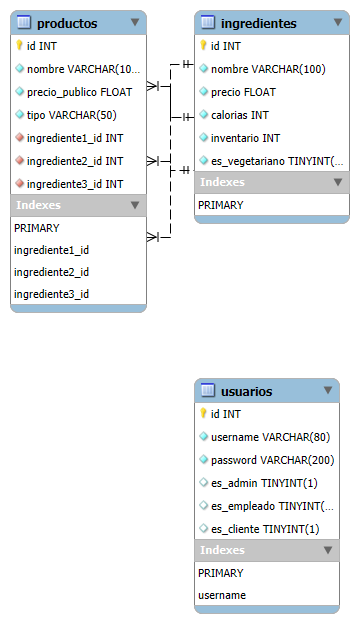 productos
id INT
nombre VARCHAR(10...
precio_publico FLOAT
tipo VARCHAR(50)
ingrediente1_id INT
ingrediente2_id INT
ingrediente3_id INT
Indexes
PRIMARY
ingrediente1_id
ingrediente2_id
ingrediente3_id
ingredientes
id INT
nombre VARCHAR(100)
precio FLOAT
calorias INT
inventario INT
es_vegetariano TINYINT(...
Indexes
PRIMARY
usuarios
id INT
username VARCHAR(80)
password VARCHAR(200)
es_admin TINYINT(1)
es_empleado TINYINT(...
es_cliente TINYINT(1)
Indexes
PRIMARY
username